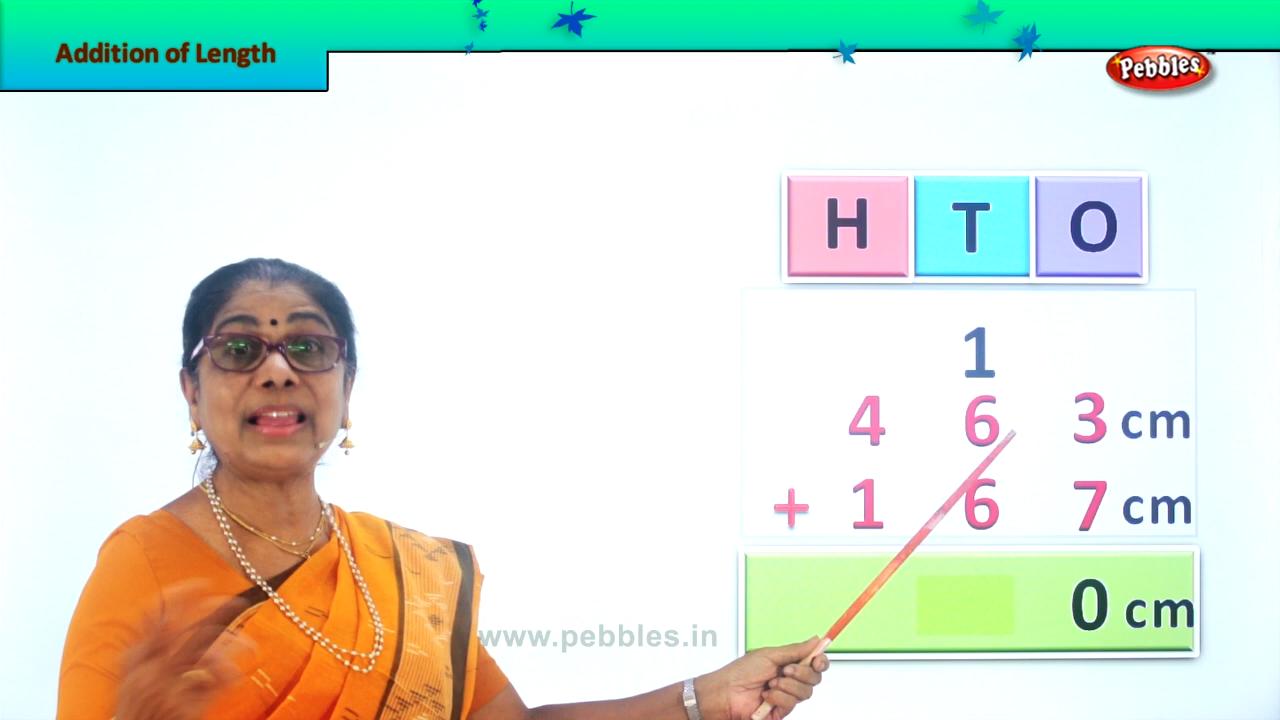 Addition of Length
Pebbles
H T O
1
4 6 3 cm
+ 1 6 7 cm
0 cm
www.pebbles.in